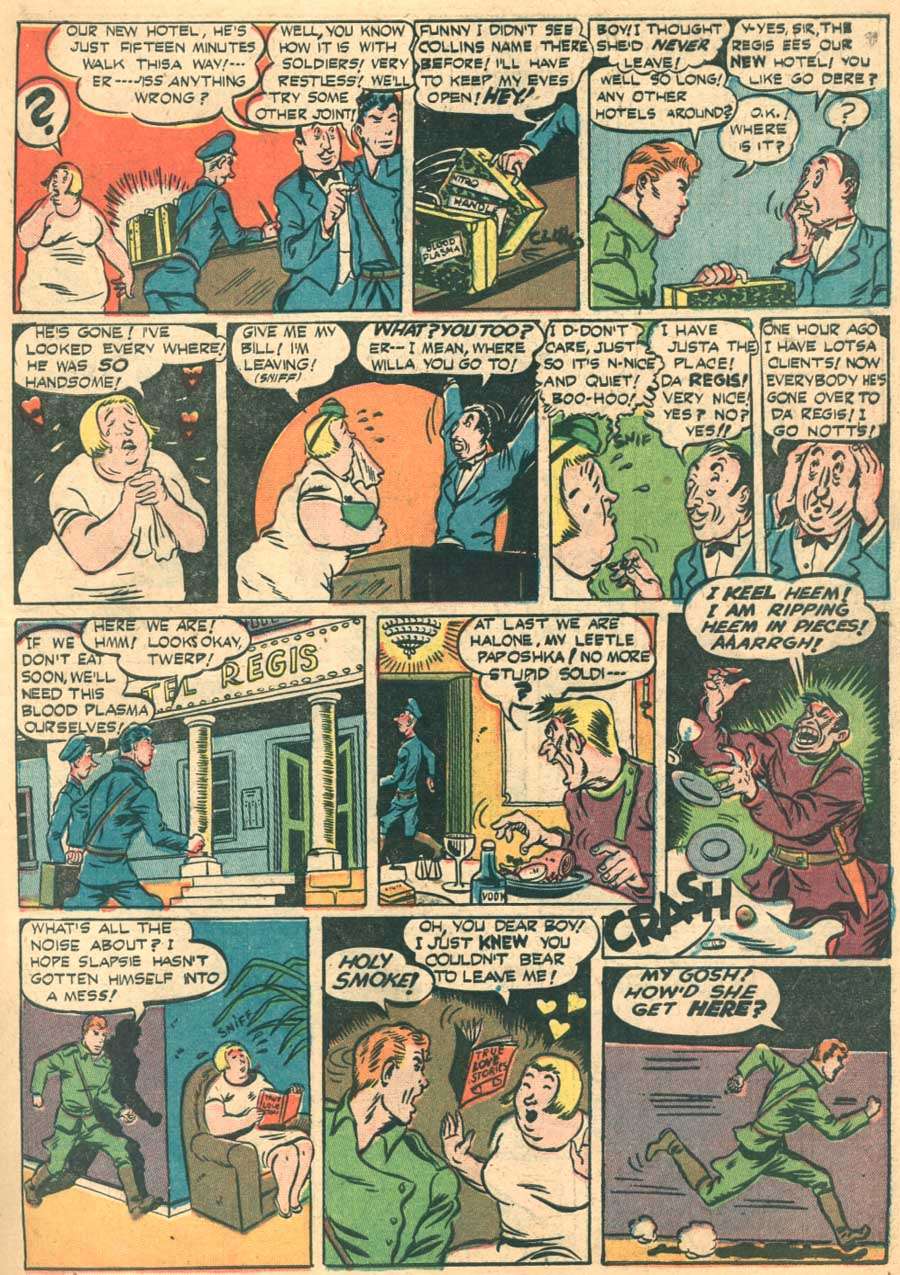 OUR NEW HOTEL, HE'S
JUST FIFTEEN MINUTES
WALK THISA WAY!--
ER----'ISS ANYTHING
WRONG?
?
WELL, YOU KNOW
HOW IT IS WITH
SOLDIERS! VERY
RESTLESS! WE'LL
TRY SOME
OTHER JOINT!
FUNNY I DIDN'T SEE
COLLINS NAME THERE
BEFORE! I'LL HAVE
TO KEEP MY EYES
OPEN! HEY!
NITRO
HANDL
BLOOD
PLASMA
BOY! I THOUGHT
SHE'D NEVER
LEAVE!
WELL SO LONG!
ANY OTHER
HOTELS AROUND?
Y-YES, SIR, THE
REGIS EES OUR
NEW HOTEL! YOU
LIKE GO DERE?
O.K.!
WHERE
IS IT?
?
HE'S GONE! I'VE
LOOKED EVERY WHERE!
HE WAS SO
HANDSOME!
GIVE ME MY
BILL! I'M
LEAVING!
(SNIFF)
WHAT? YOU TOO?
ER-- I MEAN, WHERE
WILLA YOU GO TO!
I D-DON'T
CARE, JUST
SO IT'S N-NICE
AND QUIET!
BOO-HOO!
SNIF
I HAVE
JUSTA THE
PLACE!
DA REGIS!
VERY NICE!
YES? NO?
YES!!
ONE HOUR AGO
I HAVE LOTSA
CLIENTS! NOW
EVERYBODY HE'S
GONE OVER TO
DA REGIS! I
GO NOTTS!
IF WE
DON'T EAT
SOON, WE'LL
NEED THIS
BLOOD PLASMA
OURSELVES!
HERE WE ARE!
HMM! LOOKS OKAY,
TWERP!
TEL REGIS
AT LAST WE ARE
HALONE, MY LEETLE
PAPOSHKA! NO MORE
STUPID SOLDI---
?
VODK
I KEEL HEEM!
I AM RIPPING
HEEM IN PIECES!
AAARRGH!
CRASH
WHAT'S ALL THE
NOISE ABOUT? I
HOPE SLAPSIE HASN'T
GOTTEN HIMSELF INTO
A MESS!
SNIFF
TRUE
LOVE
HOLY
SMOKE!
OH, YOU DEAR BOY!
I JUST KNEW YOU
COULDN'T BEAR
TO LEAVE ME!
TRUE
LOVE
STORIES
MY GOSH!
HOW'D SHE
GET HERE?